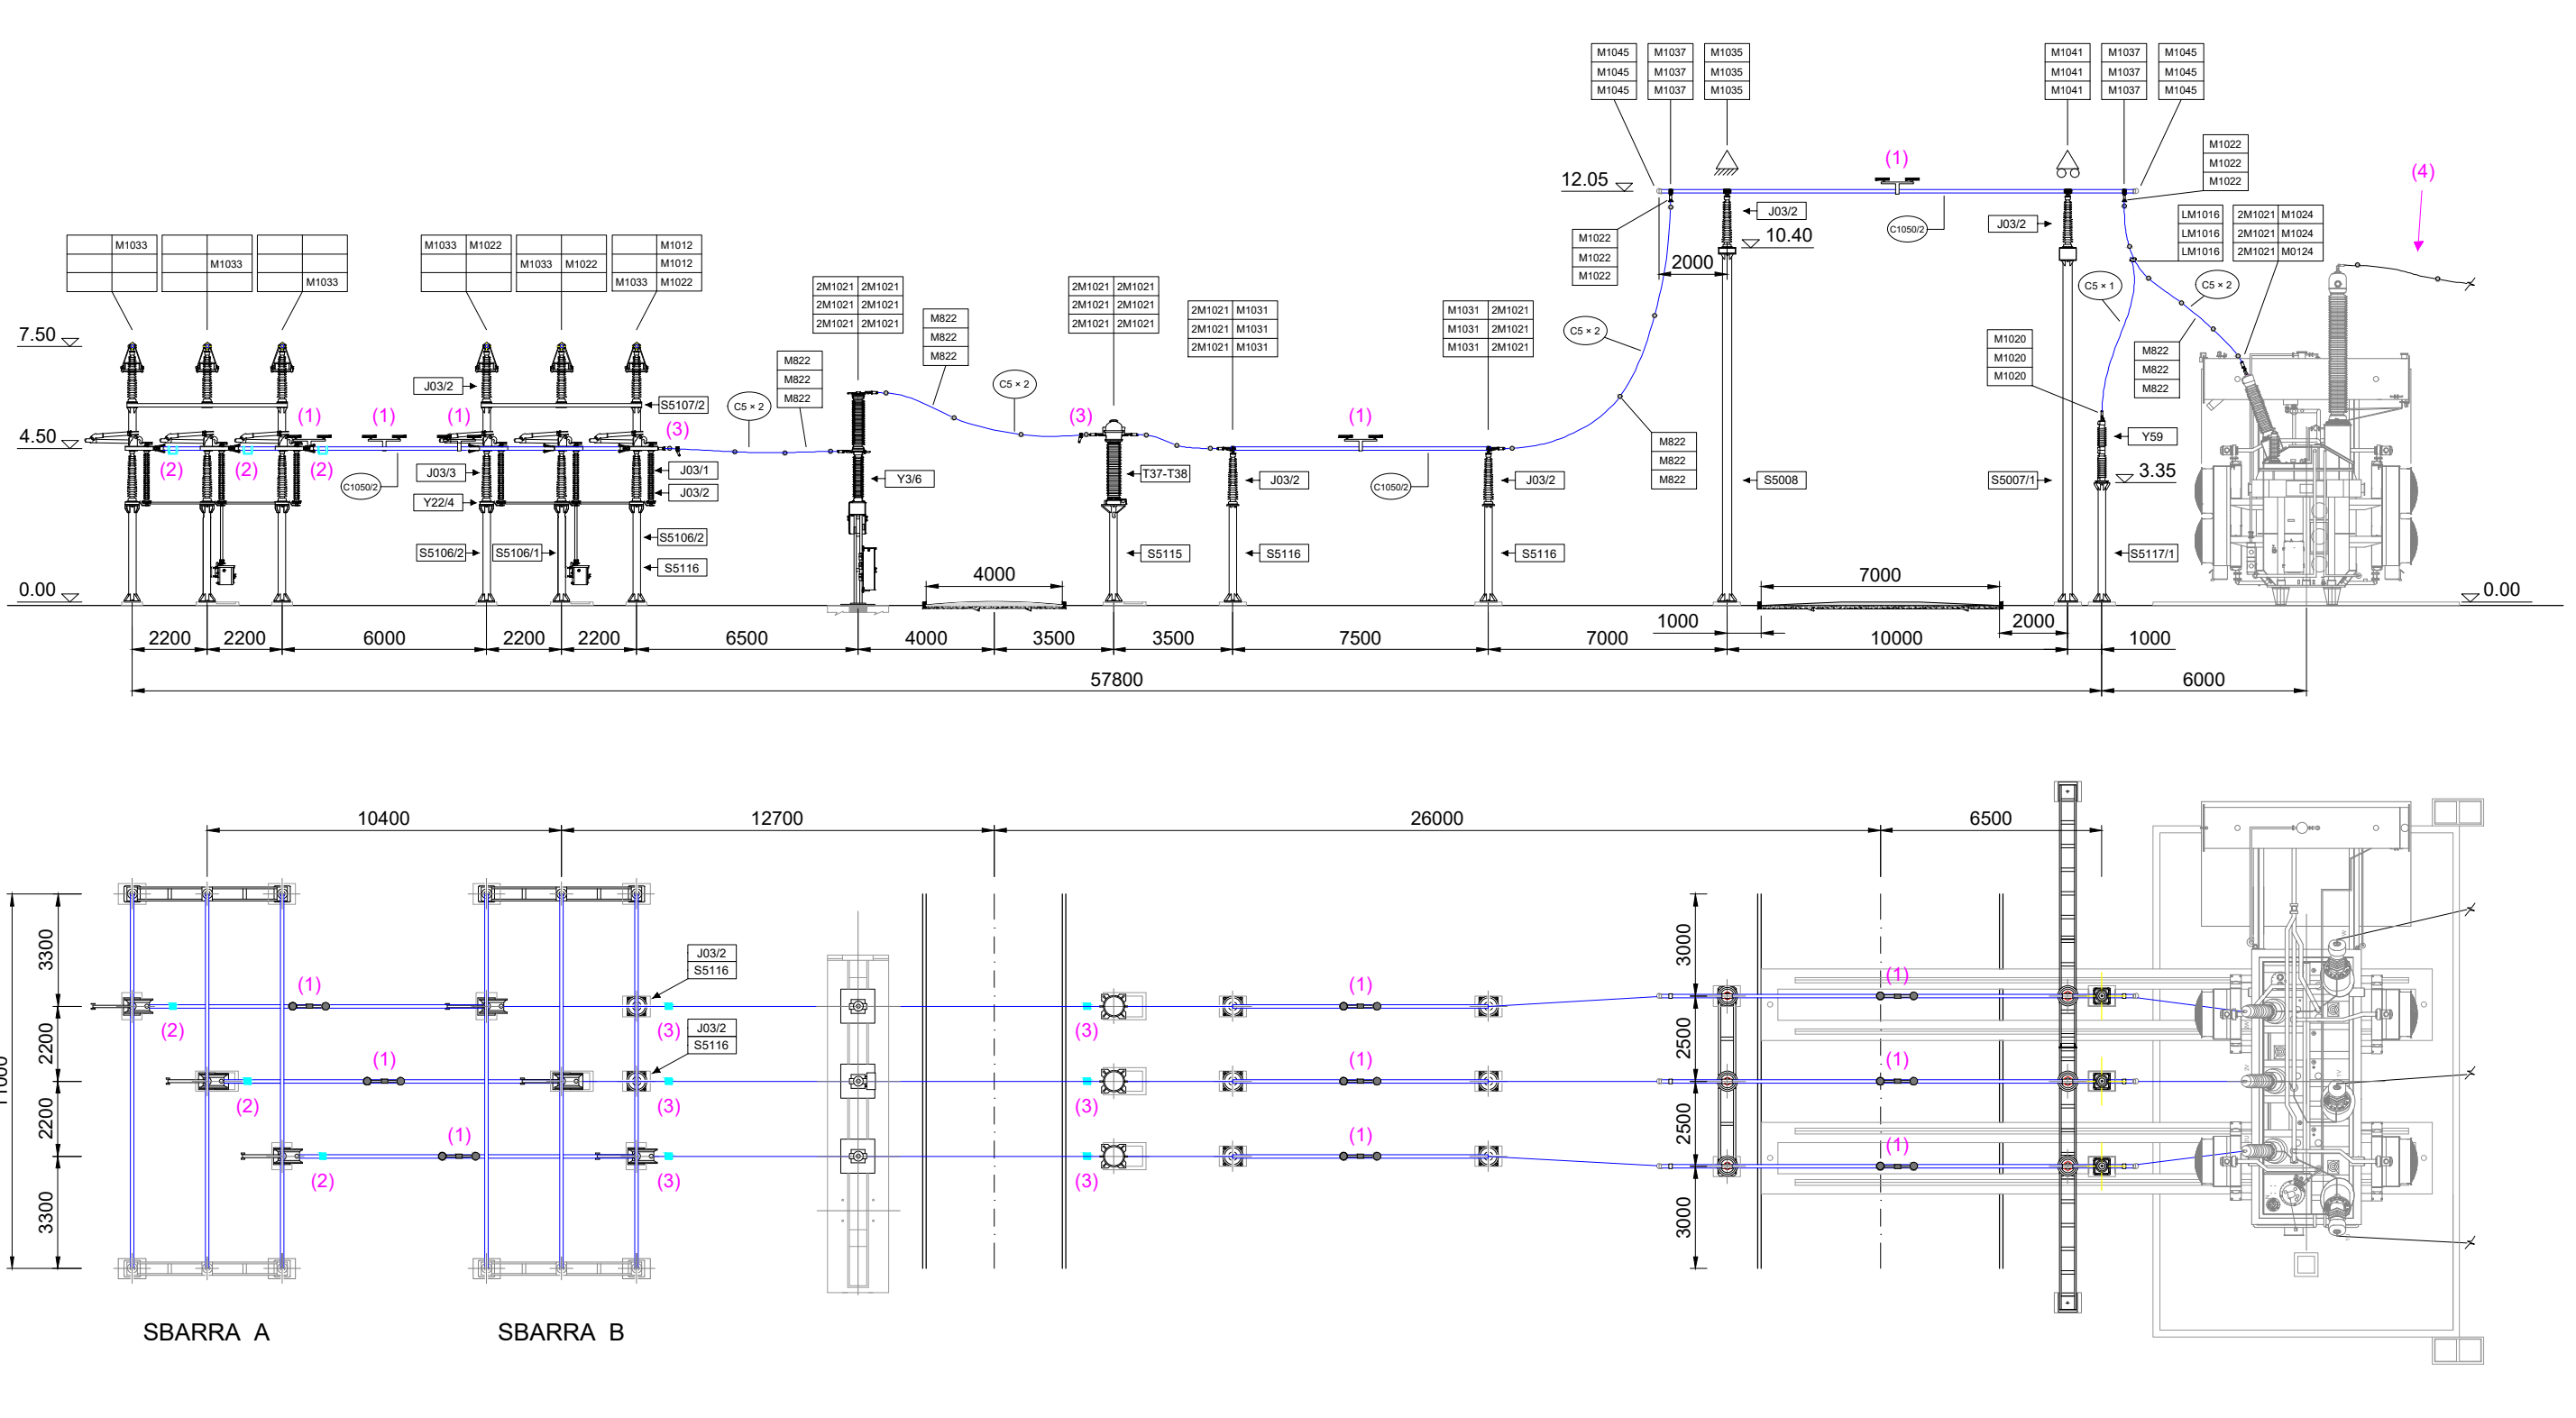 M1045 M1037 M1035 M1041 M1037 M1045
M1045 M1037 M1035 M1041 M1037 M1045
M1045 M1037 M1035 M1041 M1037 M1045
M1022
M1022
M1022
(1)
(4)
12.05
J03/2
10.40
C1050/2
J03/2
LM1016 2M1021 M1024
LM1016 2M1021 M1024
LM1016 2M1021 M0124
M1022
M1022
M1022
2000
M1033
M1033
M1033
M1033 M1022
M1033 M1022
M1012
M1012
M1033 M1022
2M1021 2M1021
2M1021 2M1021
2M1021 2M1021
M822
M822
M822
2M1021 2M1021
2M1021 2M1021
2M1021 2M1021
2M1021 M1031
2M1021 M1031
2M1021 M1031
M1031 2M1021
M1031 2M1021
M1031 2M1021
C5 × 2
C5 × 1
C5 × 2
7.50
M822
M822
M822
M1020
M1020
M1020
M822
M822
M822
J03/2
C5 × 2
C5 × 2
S5107/2
4.50
(1)
(1)
(1)
(3)
(3)
(1)
M822
M822
M822
Y59
(2)
(2)
(2)
C1050/2
J03/3
J03/1
J03/2
Y22/4
Y3/6
T37-T38
J03/2
C1050/2
J03/2
S5008
S5007/1
3.35
S5106/2
S5106/1
S5106/2
S5116
S5115
S5116
S5116
S5117/1
0.00
4000
7000
0.00
2200 2200 6000 2200 2200 6500 4000 3500 3500 7500 7000 1000 10000 2000 1000
57800
6000
10400
12700
26000
6500
11000
3300
2200
2200
3300
J03/2
S5116
J03/2
S5116
3000
2500
2500
3000
(1)
(1)
(1)
(2)
(3)
(3)
(1)
(1)
(1)
(2)
(3)
(3)
(1)
(1)
(1)
(2)
(3)
(3)
SBARRA A
SBARRA B